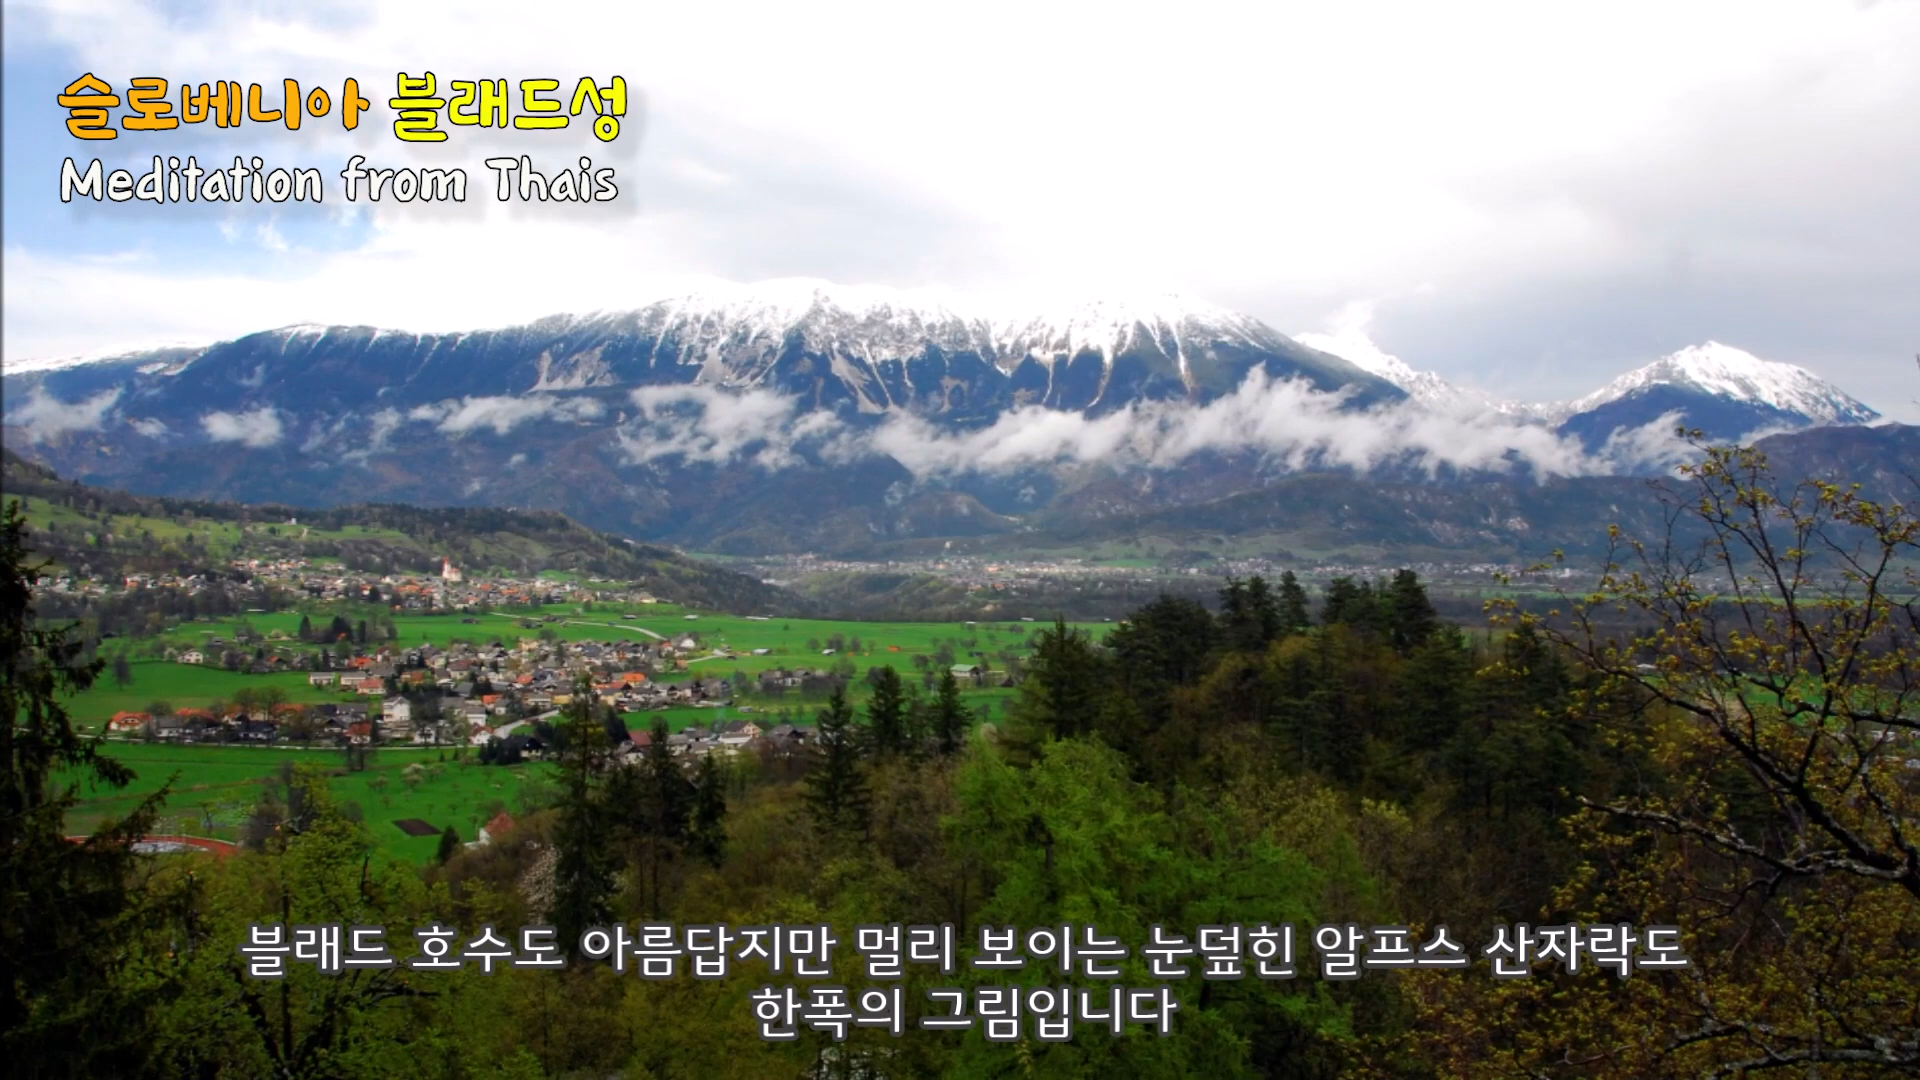 슬로베니아 블래드성
Meditation from Thais
블래드 호수도 아름답지만 멀리 보이는 눈덮힌 알프스 산자락도
한폭의 그림입니다